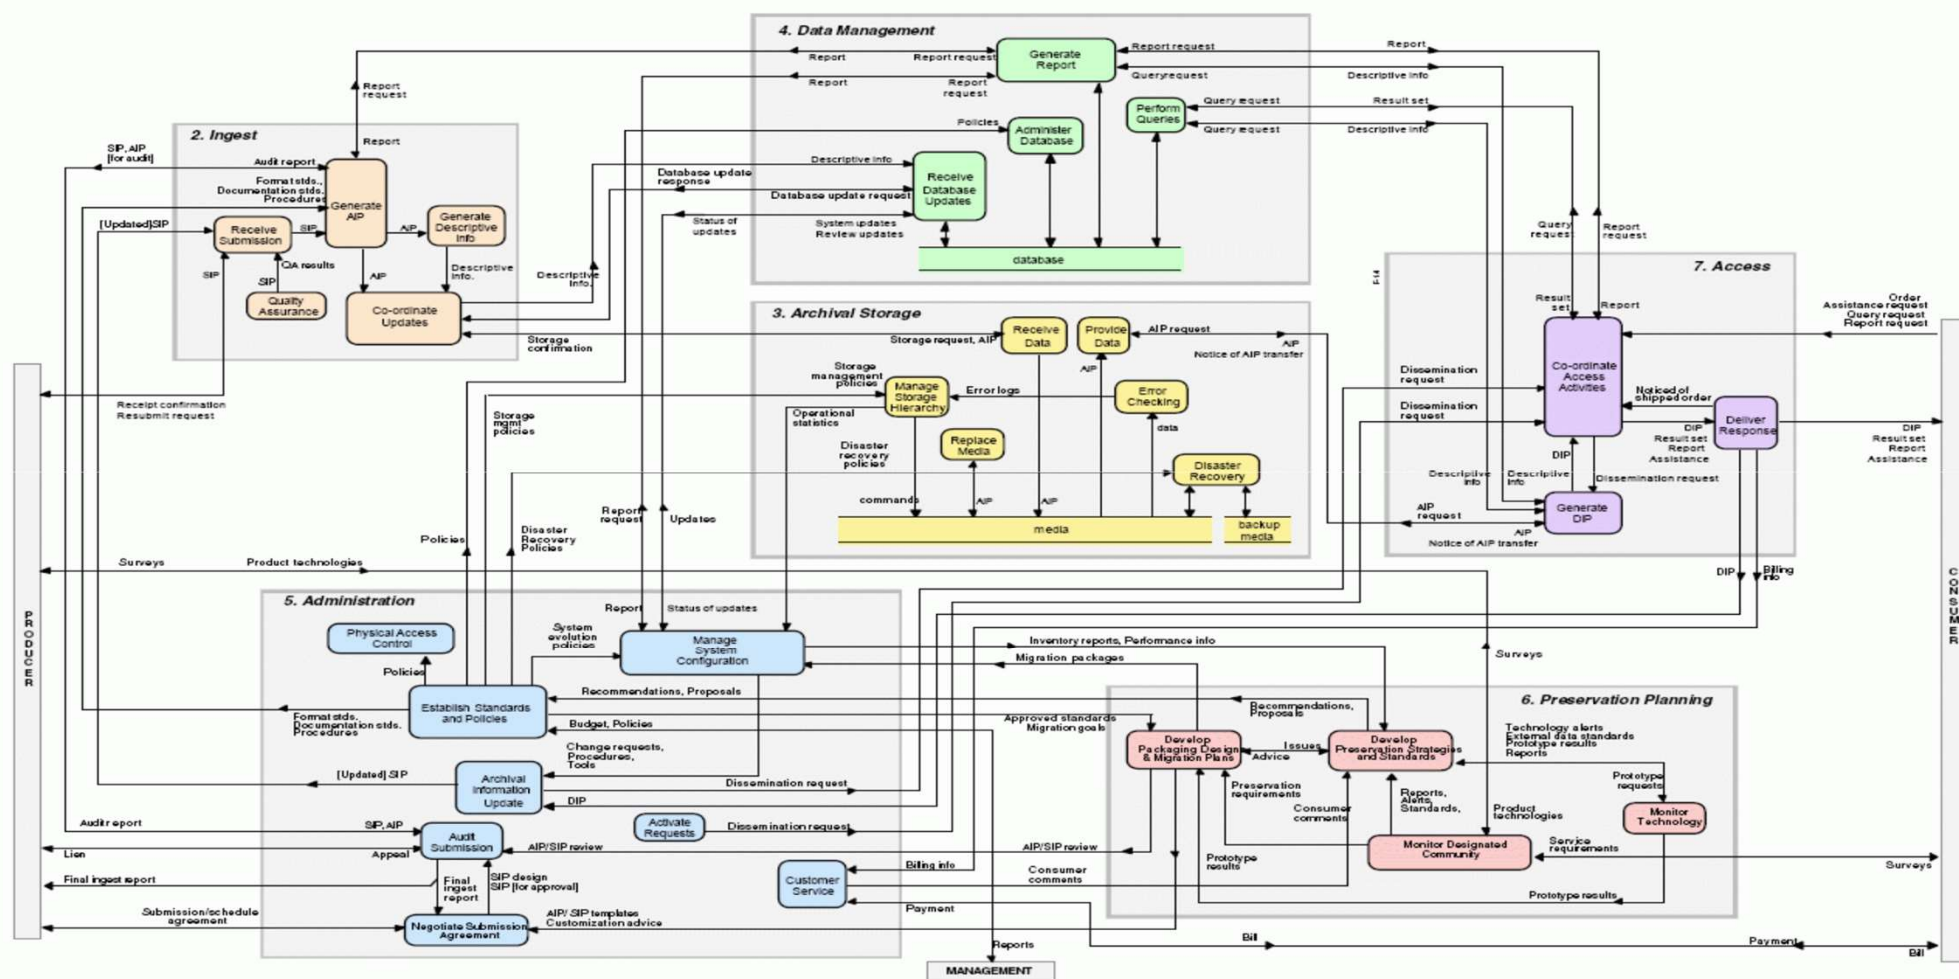 4. Data Management
Generate
Report
Report
Report request
Report request
Report
Report
Report
request
Queryrequest
Descriptive info
Report
request
Perform
Queries
Query request
Result set
Query request
Descriptive info
Policies
Administer
Database
Descriptive info
Database update
response
Database update request
Receive
Database
Updates
Status of
updates
System updates
Review updates
database
2. Ingest
Report
SIP, AIP
[for audit]
Audit report
Format stds.,
Documentation stds.
Procedures
Generate
AIP
[Updated]SIP
Receive
Submission
SIP
AIP
Generate
Descriptive
Info
QA results
SIP
SIP
AIP
Descriptive
Info.
Quality
Assurance
Co-ordinate
Updates
Descriptive
Info.
Storage
confirmation
Receipt confirmation
Resubmit request
3. Archival Storage
Receive
Data
Provide
Data
Storage request, AIP
AIP request
AIP
Notice of AIP transfer
AIP
Storage
management
policies
Manage
Storage
Hierarchy
Error logs
Error
Checking
Operational
statistics
data
Replace
Media
Disaster
recovery
policies
Disaster
Recovery
commands
AIP
AIP
media
backup
media
Storage
mgmt
policies
Report
request
Updates
Policies
Disaster
Recovery
Policies
F-14
Query
request
Report
request
7. Access
Result
set
Report
Order
Assistance request
Query request
Report request
Co-ordinate
Access
Activities
Dissemination
request
Dissemination
request
Noticed of
shipped order
Deliver
Response
DIP
Result set
Report
Assistance
DIP
Result set
Report
Assistance
DIP
Descriptive
Info
Descriptive
Info
Dissemination request
Generate
DIP
AIP
request
AIP
Notice of AIP transfer
DIP
Billing
info
Surveys
Product technologies
PRODUCER
CONSUMER
5. Administration
Report
Status of updates
Physical Access
Control
Policies
System
evolution
policies
Manage
System
Configuration
Inventory reports, Performance info
Migration packages
Surveys
Establish Standards
and Policies
Recommendations, Proposals
Budget, Policies
Format stds.
Documentation stds.
Procedures
Change requests,
Procedures,
Tools
[Updated] SIP
Archival
Information
Update
Dissemination request
DIP
Activate
Requests
Dissemination request
Audit report
SIP, AIP
Audit
Submission
Lien
Appeal
AIP/SIP review
AIP/SIP review
Final ingest report
Final
ingest
report
SIP design
SIP [for approval]
Customer
Service
Billing info
Consumer
comments
Payment
Submission/schedule
agreement
Negotiate Submission
Agreement
AIP/ SIP templates
Customization advice
Reports
MANAGEMENT
6. Preservation Planning
Recommendations,
Proposals
Approved standards
Migration goals
Develop
Packaging Design
& Migration Plans
Issues
Advice
Develop
Preservation Strategies
and Standards
Technology alerts
External data standards
Prototype results
Reports
Prototype
requests
Monitor
Technology
Preservation
requirements
Consumer
comments
Reports,
Alerts,
Standards,
Product
technologies
Monitor Designated
Community
Service
requirements
Prototype
results
Prototype results
Surveys
Bill
Payment
Bill